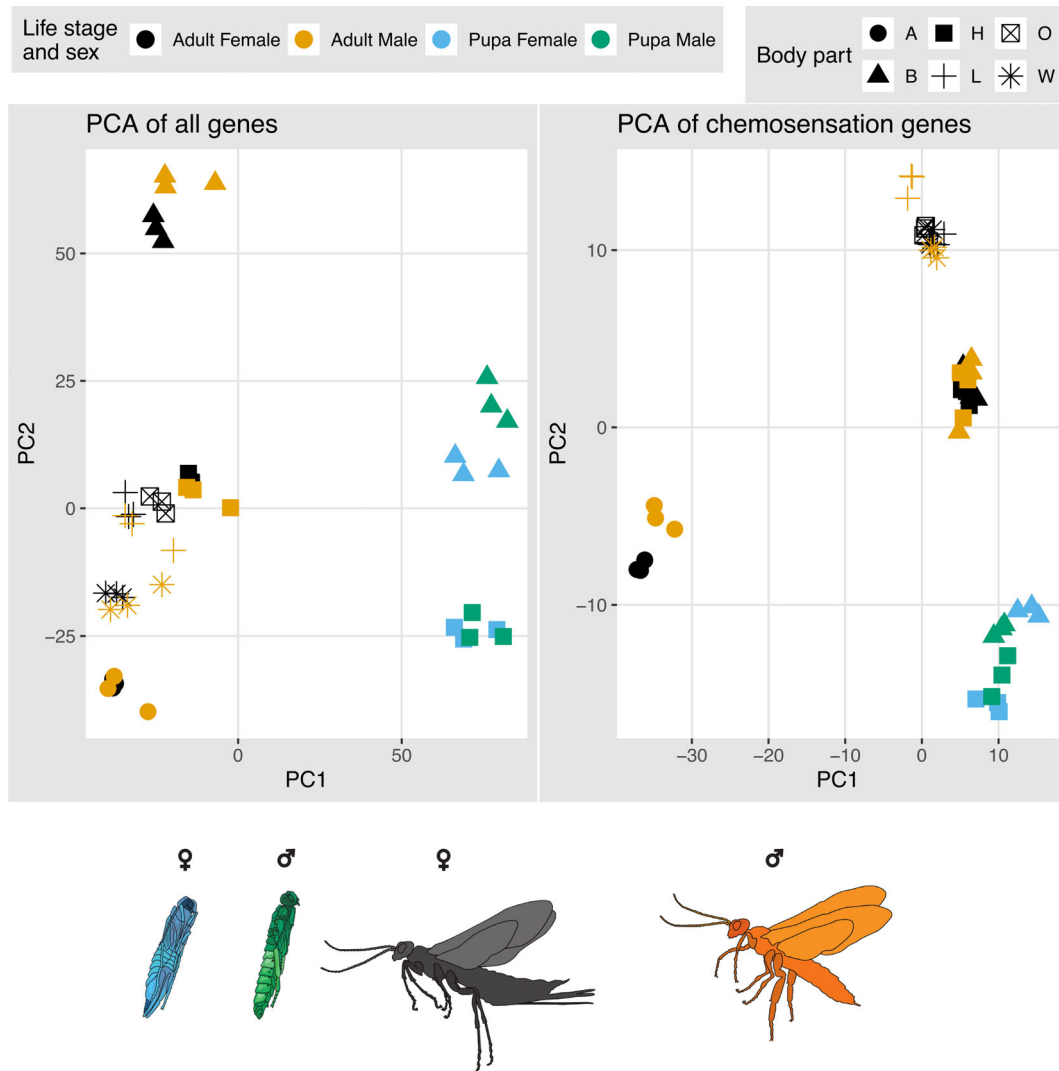 Life stage and sex
Adult Female
Adult Male
Pupa Female
Pupa Male
Body part
A
H
O
B
L
W
PCA of all genes
PCA of chemosensation genes
PC2
50
25
0
−25
0
50
PC1
PC2
10
0
−10
−30
−20
−10
0
10
PC1
♀
♂
♀
♂